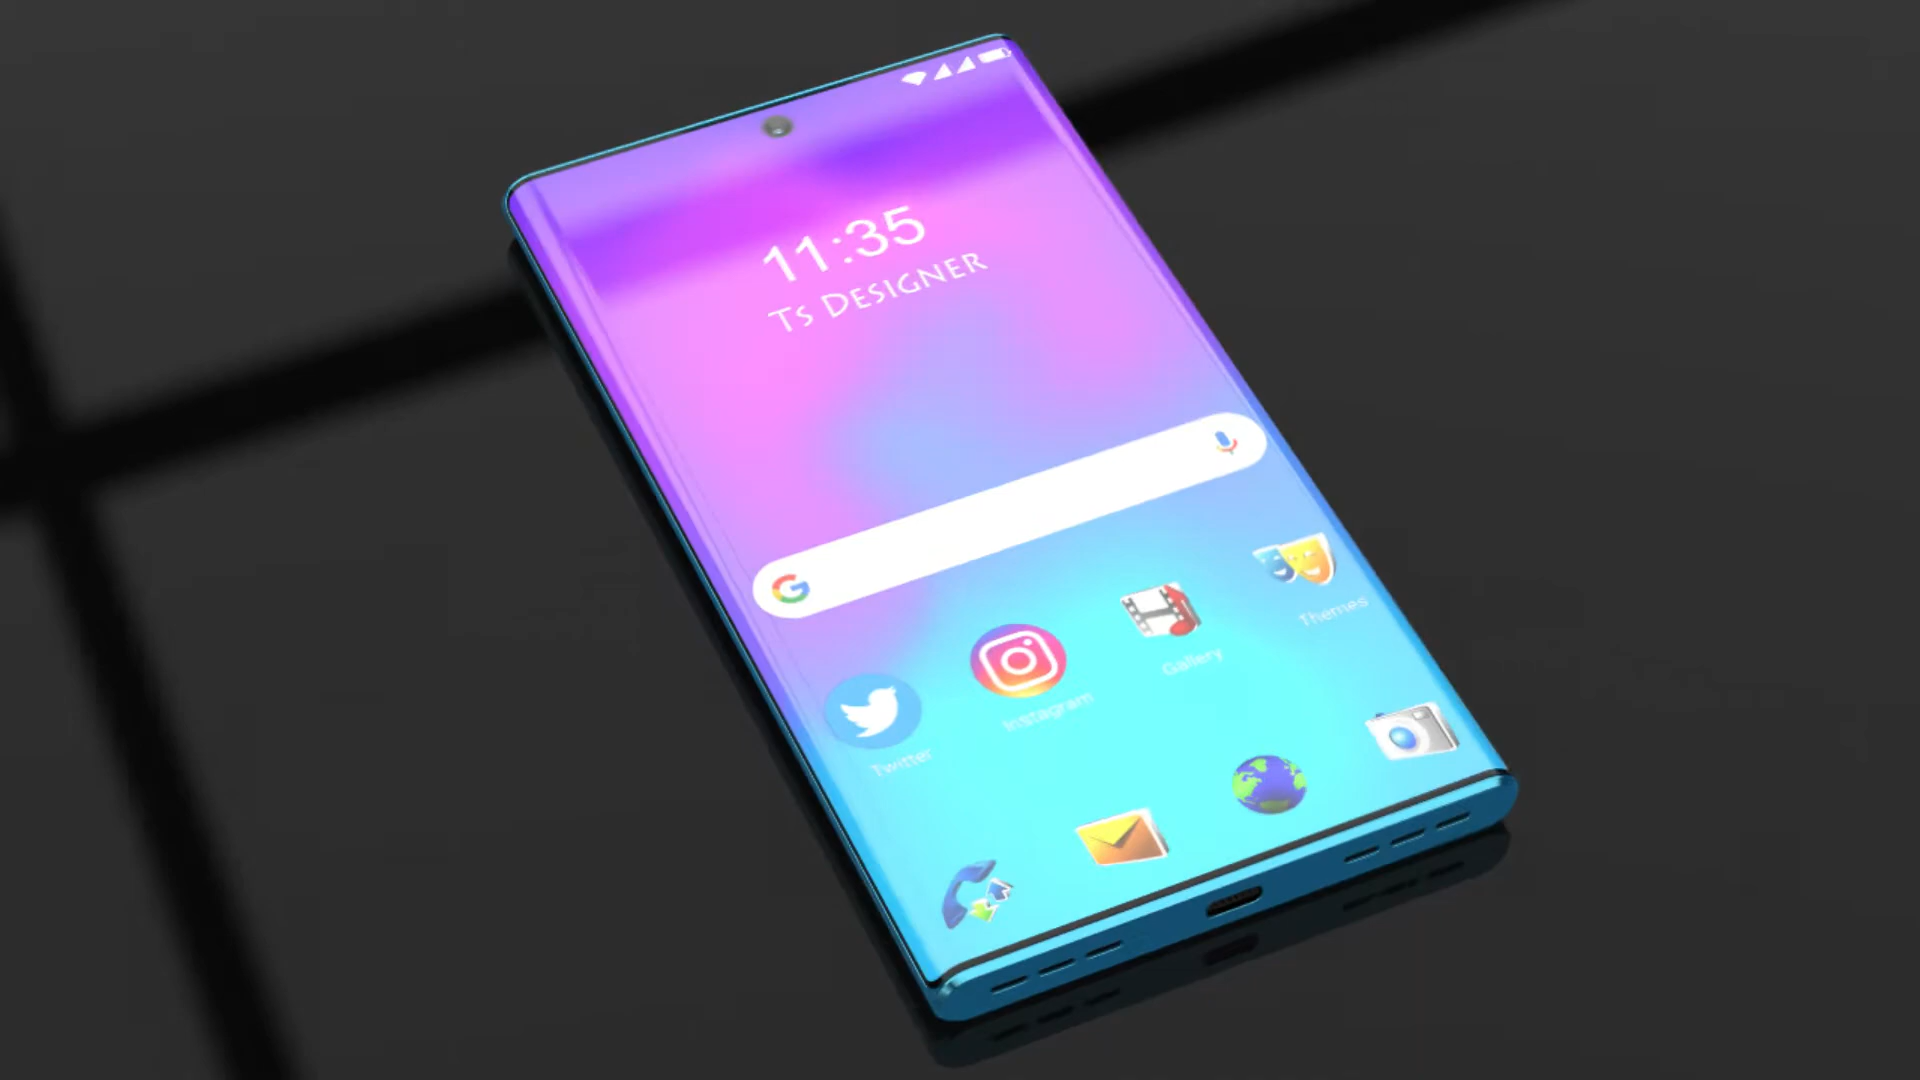 11:35
Ts DESIGNER
G
Themes
Gallery
Instagram
Twitter